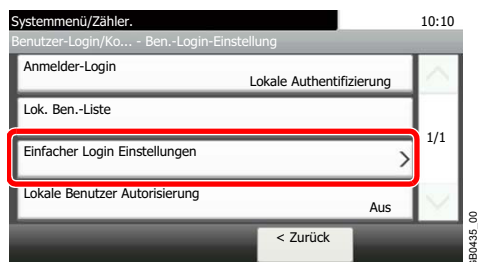 Systemmenü/Zähler.
10:10
Benutzer-Login/Ko... - Ben.-Login-Einstellung
Anmelder-Login
Lokale Authentifizierung
Lok. Ben.-Liste
Einfacher Login Einstellungen
1/1
Lokale Benutzer Autorisierung
Aus
< Zurück
GB0435_00